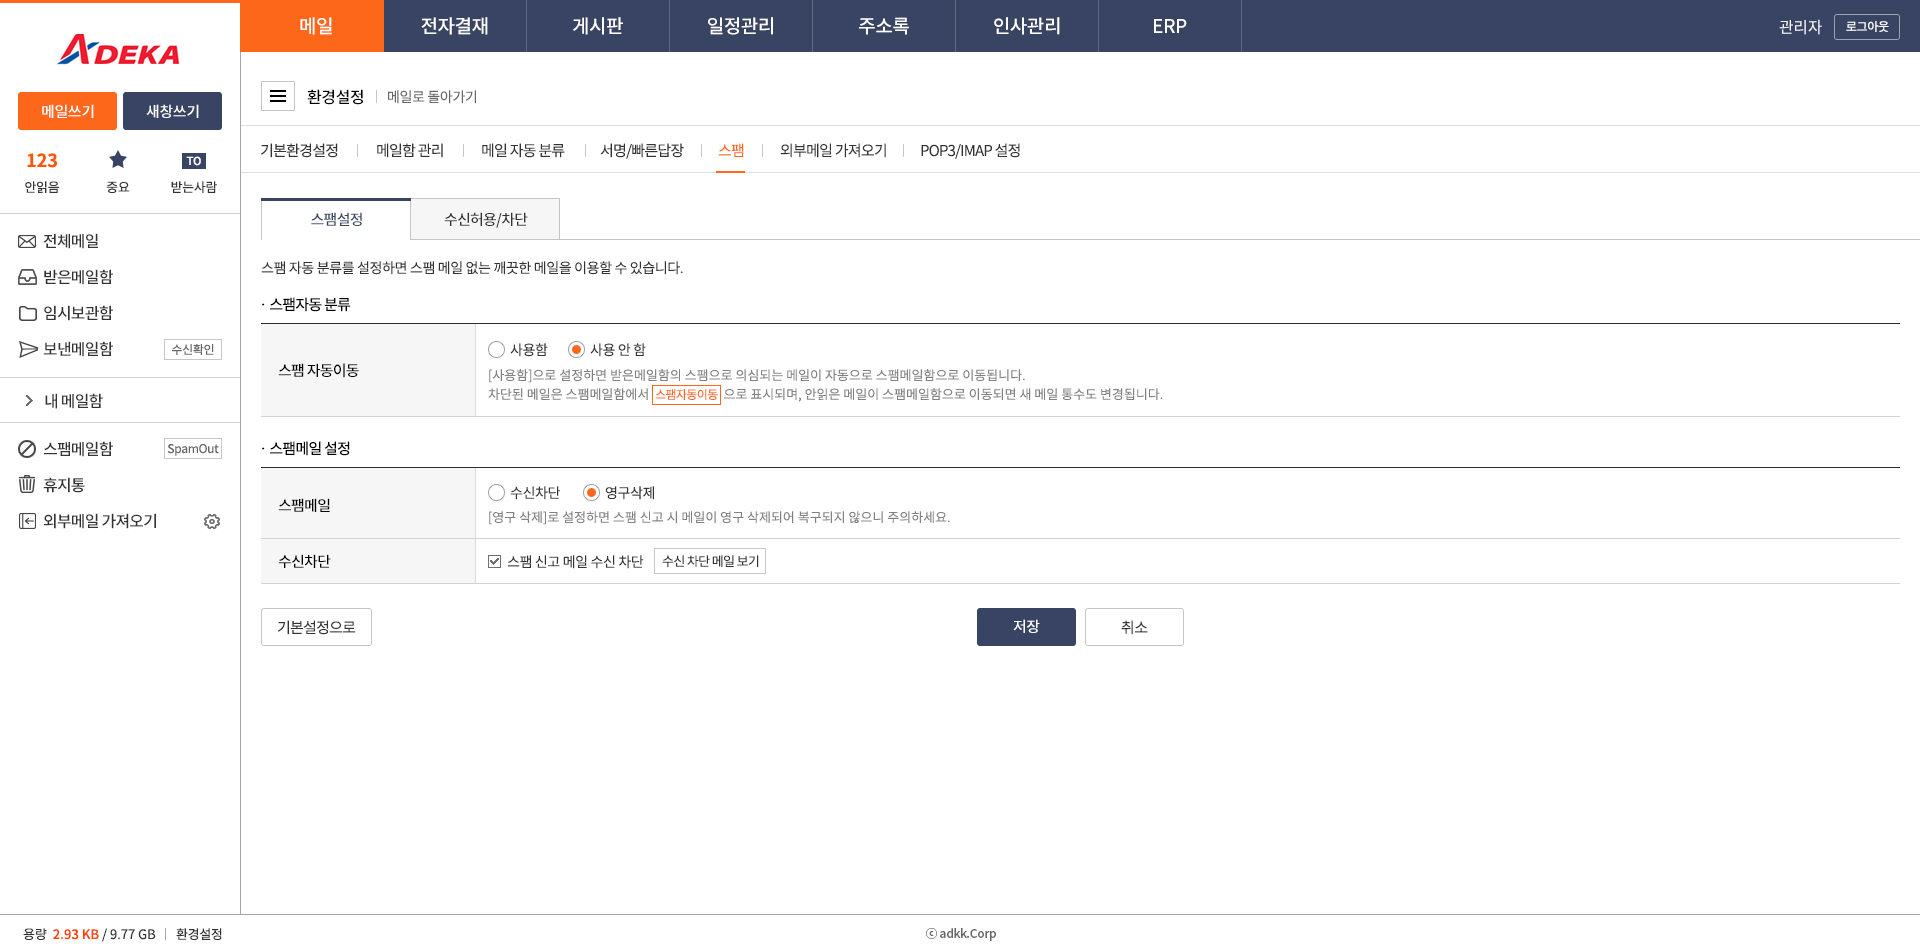 ADEKA
메일 전자결재 게시판 일정관리 주소록 인사관리 ERP 관리자 로그아웃
메일쓰기 새창쓰기
123 TO
안읽음 중요 받는사람
전체메일
받은메일함
임시보관함
보낸메일함 수신확인
내 메일함
스팸메일함 SpamOut
휴지통
외부메일 가져오기
환경설정 메일로 돌아가기
기본환경설정 메일함 관리 메일 자동 분류 서명/빠른답장 스팸 외부메일 가져오기 POP3/IMAP 설정
스팸설정 수신허용/차단
스팸 자동 분류를 설정하면 스팸 메일 없는 깨끗한 메일을 이용할 수 있습니다.
· 스팸자동 분류
스팸 자동이동 사용함 사용 안 함
[사용함]으로 설정하면 받은메일함의 스팸으로 의심되는 메일이 자동으로 스팸메일함으로 이동됩니다.
차단된 메일은 스팸메일함에서 스팸자동이동 으로 표시되며, 안읽은 메일이 스팸메일함으로 이동되면 새 메일 통수도 변경됩니다.
· 스팸메일 설정
스팸메일 수신차단 영구삭제
[영구 삭제]로 설정하면 스팸 신고 시 메일이 영구 삭제되어 복구되지 않으니 주의하세요.
수신차단 스팸 신고 메일 수신 차단 수신 차단 메일 보기
기본설정으로 저장 취소
용량 2.93 KB / 9.77 GB 환경설정 ⓒ adkk.Corp